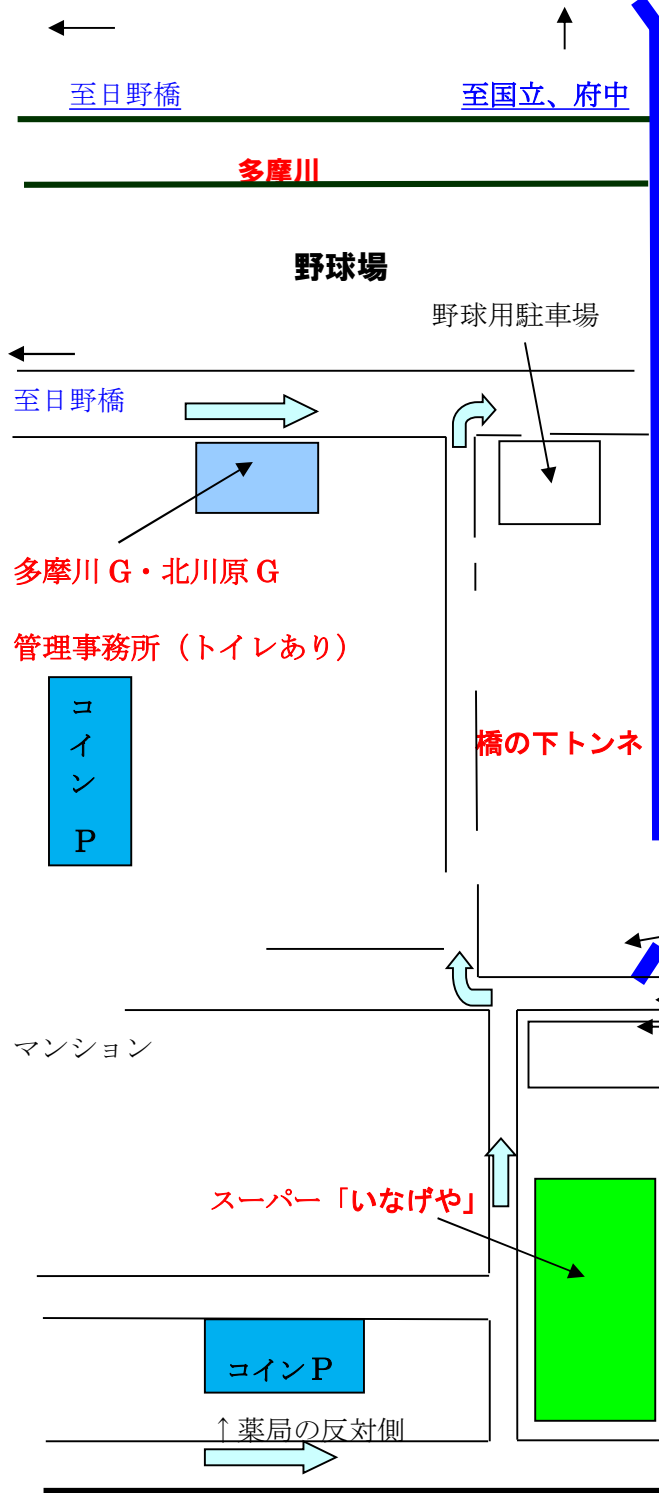 至日野橋
至国立、府中
多摩川
野球場
野球用駐車場
至日野橋
多摩川 G・北川原 G
管理事務所（トイレあり）
コイン P
橋の下トンネ
マンション
スーパー「いなげや」
コインP
↑薬局の反対側